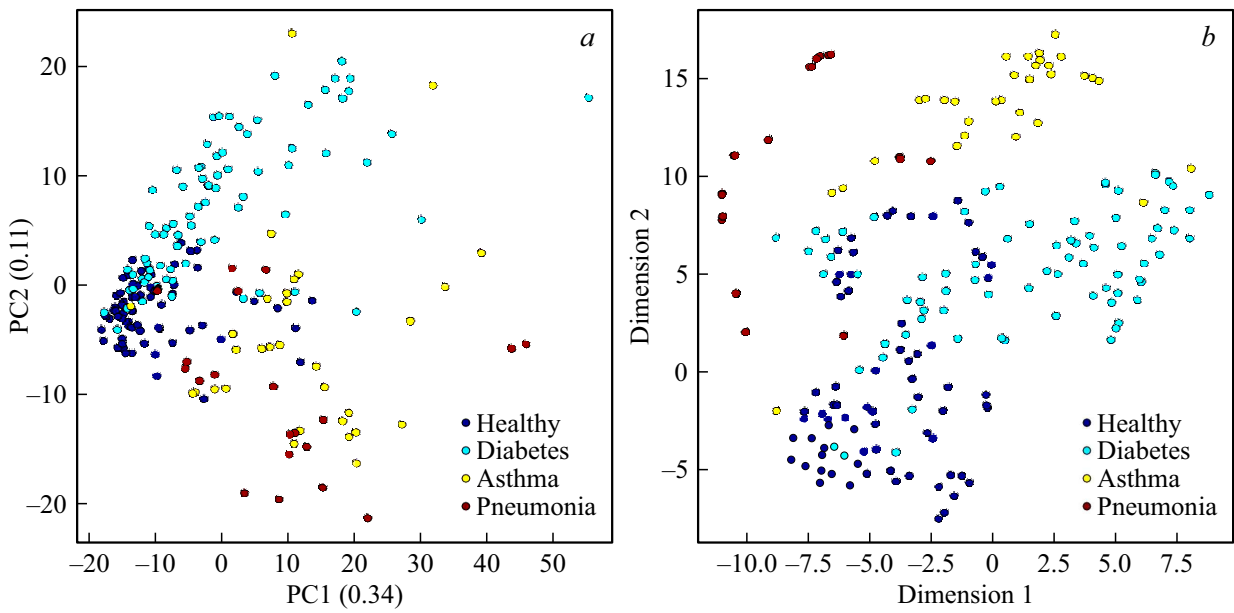 a
20
10
0
−10
−20
PC2 (0.11)
Healthy
Diabetes
Asthma
Pneumonia
−20 −10 0 10 20 30 40 50
PC1 (0.34)
b
15
10
5
0
−5
Dimension 2
Healthy
Diabetes
Asthma
Pneumonia
−10.0 −7.5 −5.0 −2.5 0 2.5 5.0 7.5
Dimension 1